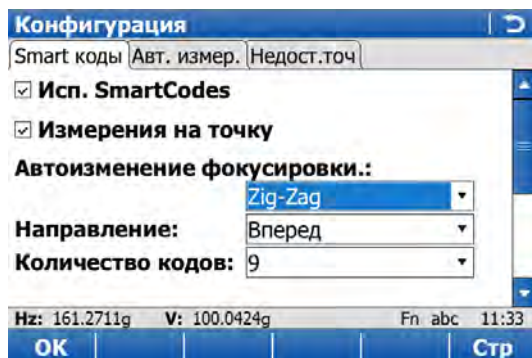 Конфигурация
Smart коды Авт. измер. Недост.точ
Исп. SmartCodes
Измерения на точку
Автоизменение фокусировки.:
Zig-Zag
Направление: Вперед
Количество кодов: 9
Hz: 161.2711g V: 100.0424g Fn abc 11:33
OK Стр